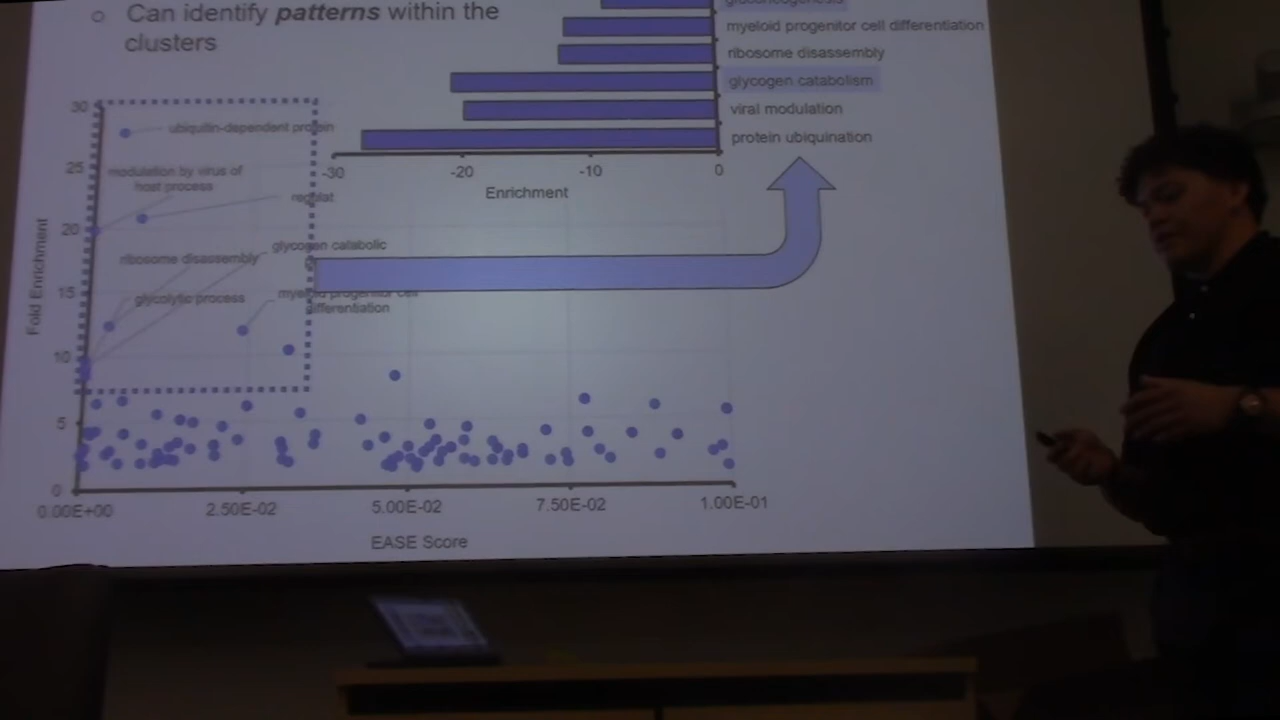 Can identify patterns within the
clusters
gluconeogenesis
myeloid progenitor cell differentiation
ribosome disassembly
glycogen catabolism
viral modulation
protein ubiquination
-30
-20
-10
0
Enrichment
30
25
20
15
10
5
0
Fold Enrichment
ubiquitin-dependent protein
modulation by virus of
host process
regulat
glycogen catabolic
ribosome disassembly
glycolytic process
myeloid progenitor cell
differentiation
0.00E+00
2.50E-02
5.00E-02
7.50E-02
1.00E-01
EASE Score